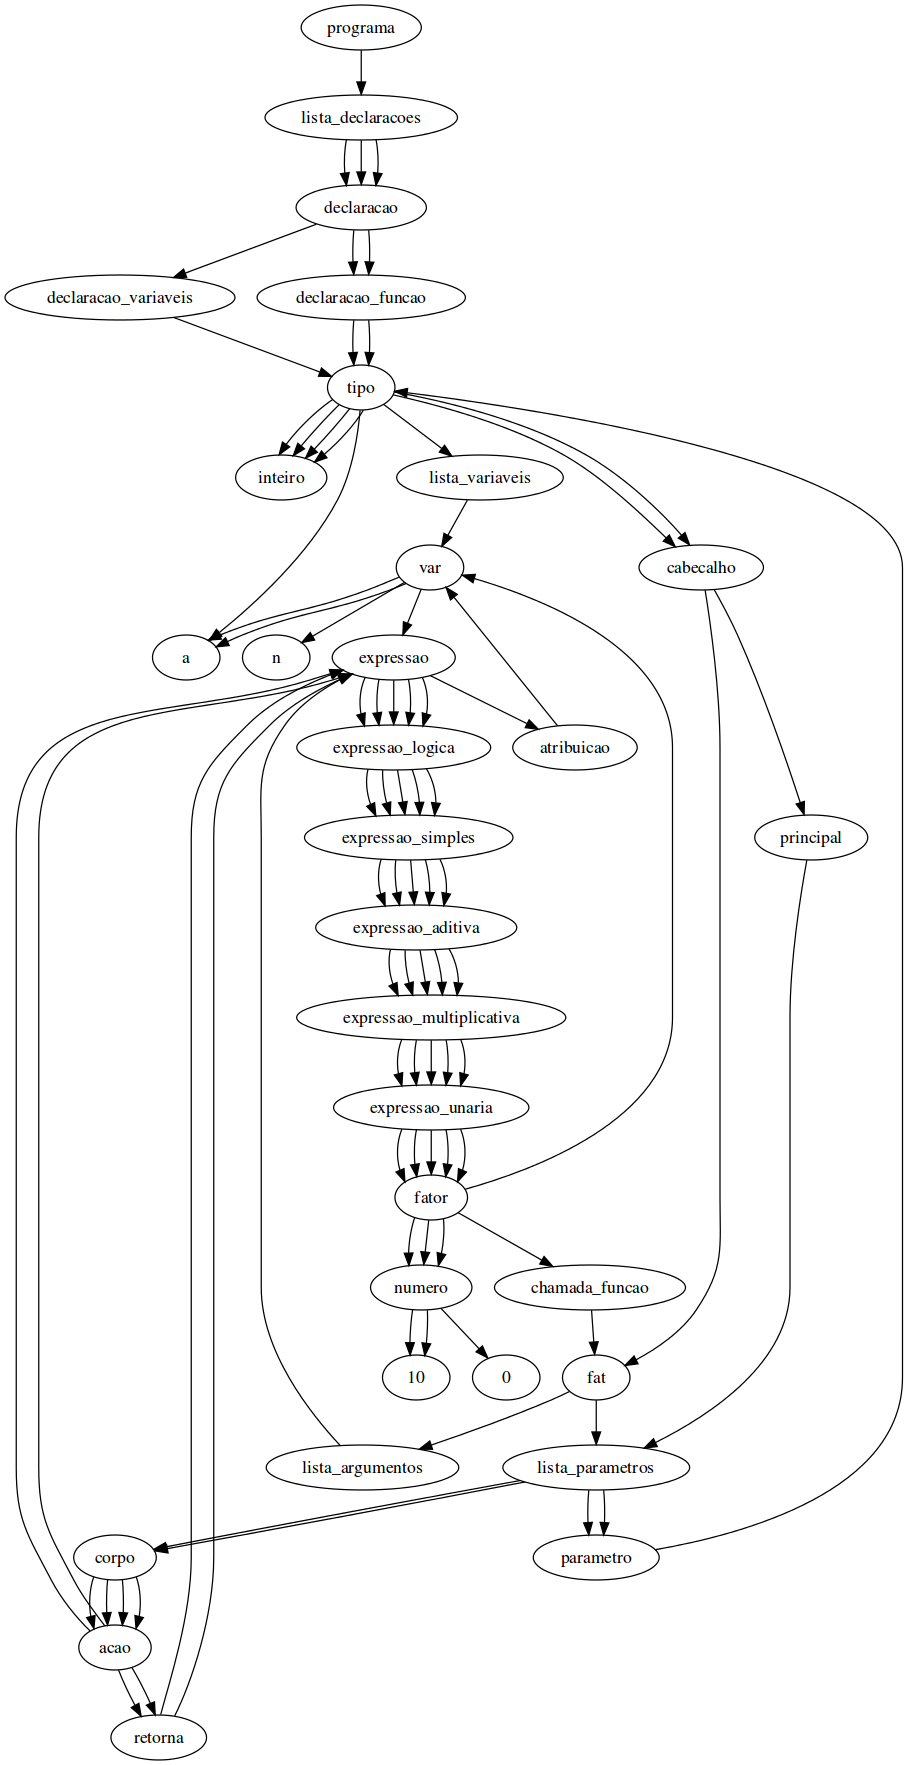 programa
lista_declaracoes
declaracao
declaracao_variaveis
declaracao_funcao
tipo
inteiro
lista_variaveis
var
cabecalho
a
n
expressao
expressao_logica
atribuicao
expressao_simples
principal
expressao_aditiva
expressao_multiplicativa
expressao_unaria
fator
numero
chamada_funcao
10
0
fat
lista_argumentos
lista_parametros
corpo
parametro
acao
retorna